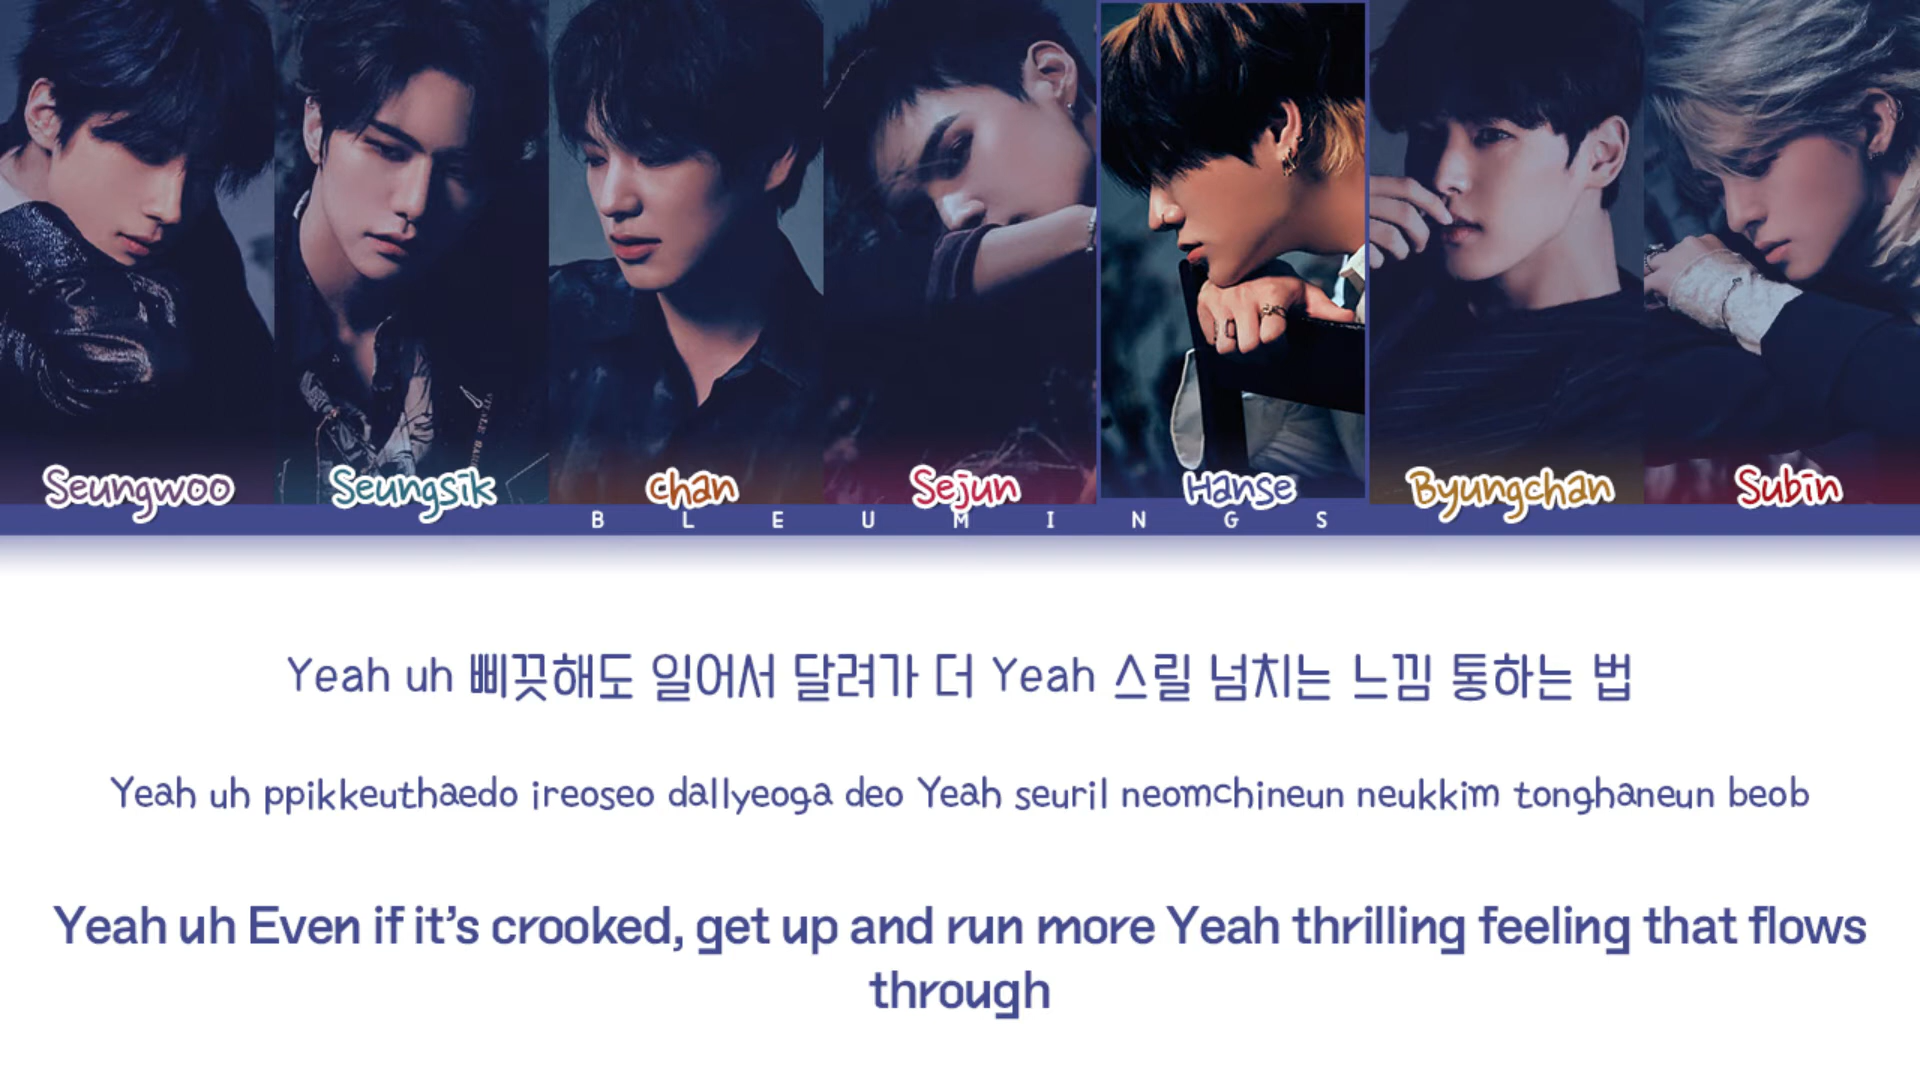 Seungwoo Seungsik chan Sejun Hanse Byungchan Subin
BLEUMINGS
Yeah uh 삐끗해도 일어서 달려가 더 Yeah 스릴 넘치는 느낌 통하는 법
Yeah uh ppikkeuthaedo ireoseo dallyeoga deo Yeah seuril neomchineun neukkim tonghaneun beob
Yeah uh Even if it’s crooked, get up and run more Yeah thrilling feeling that flows
through